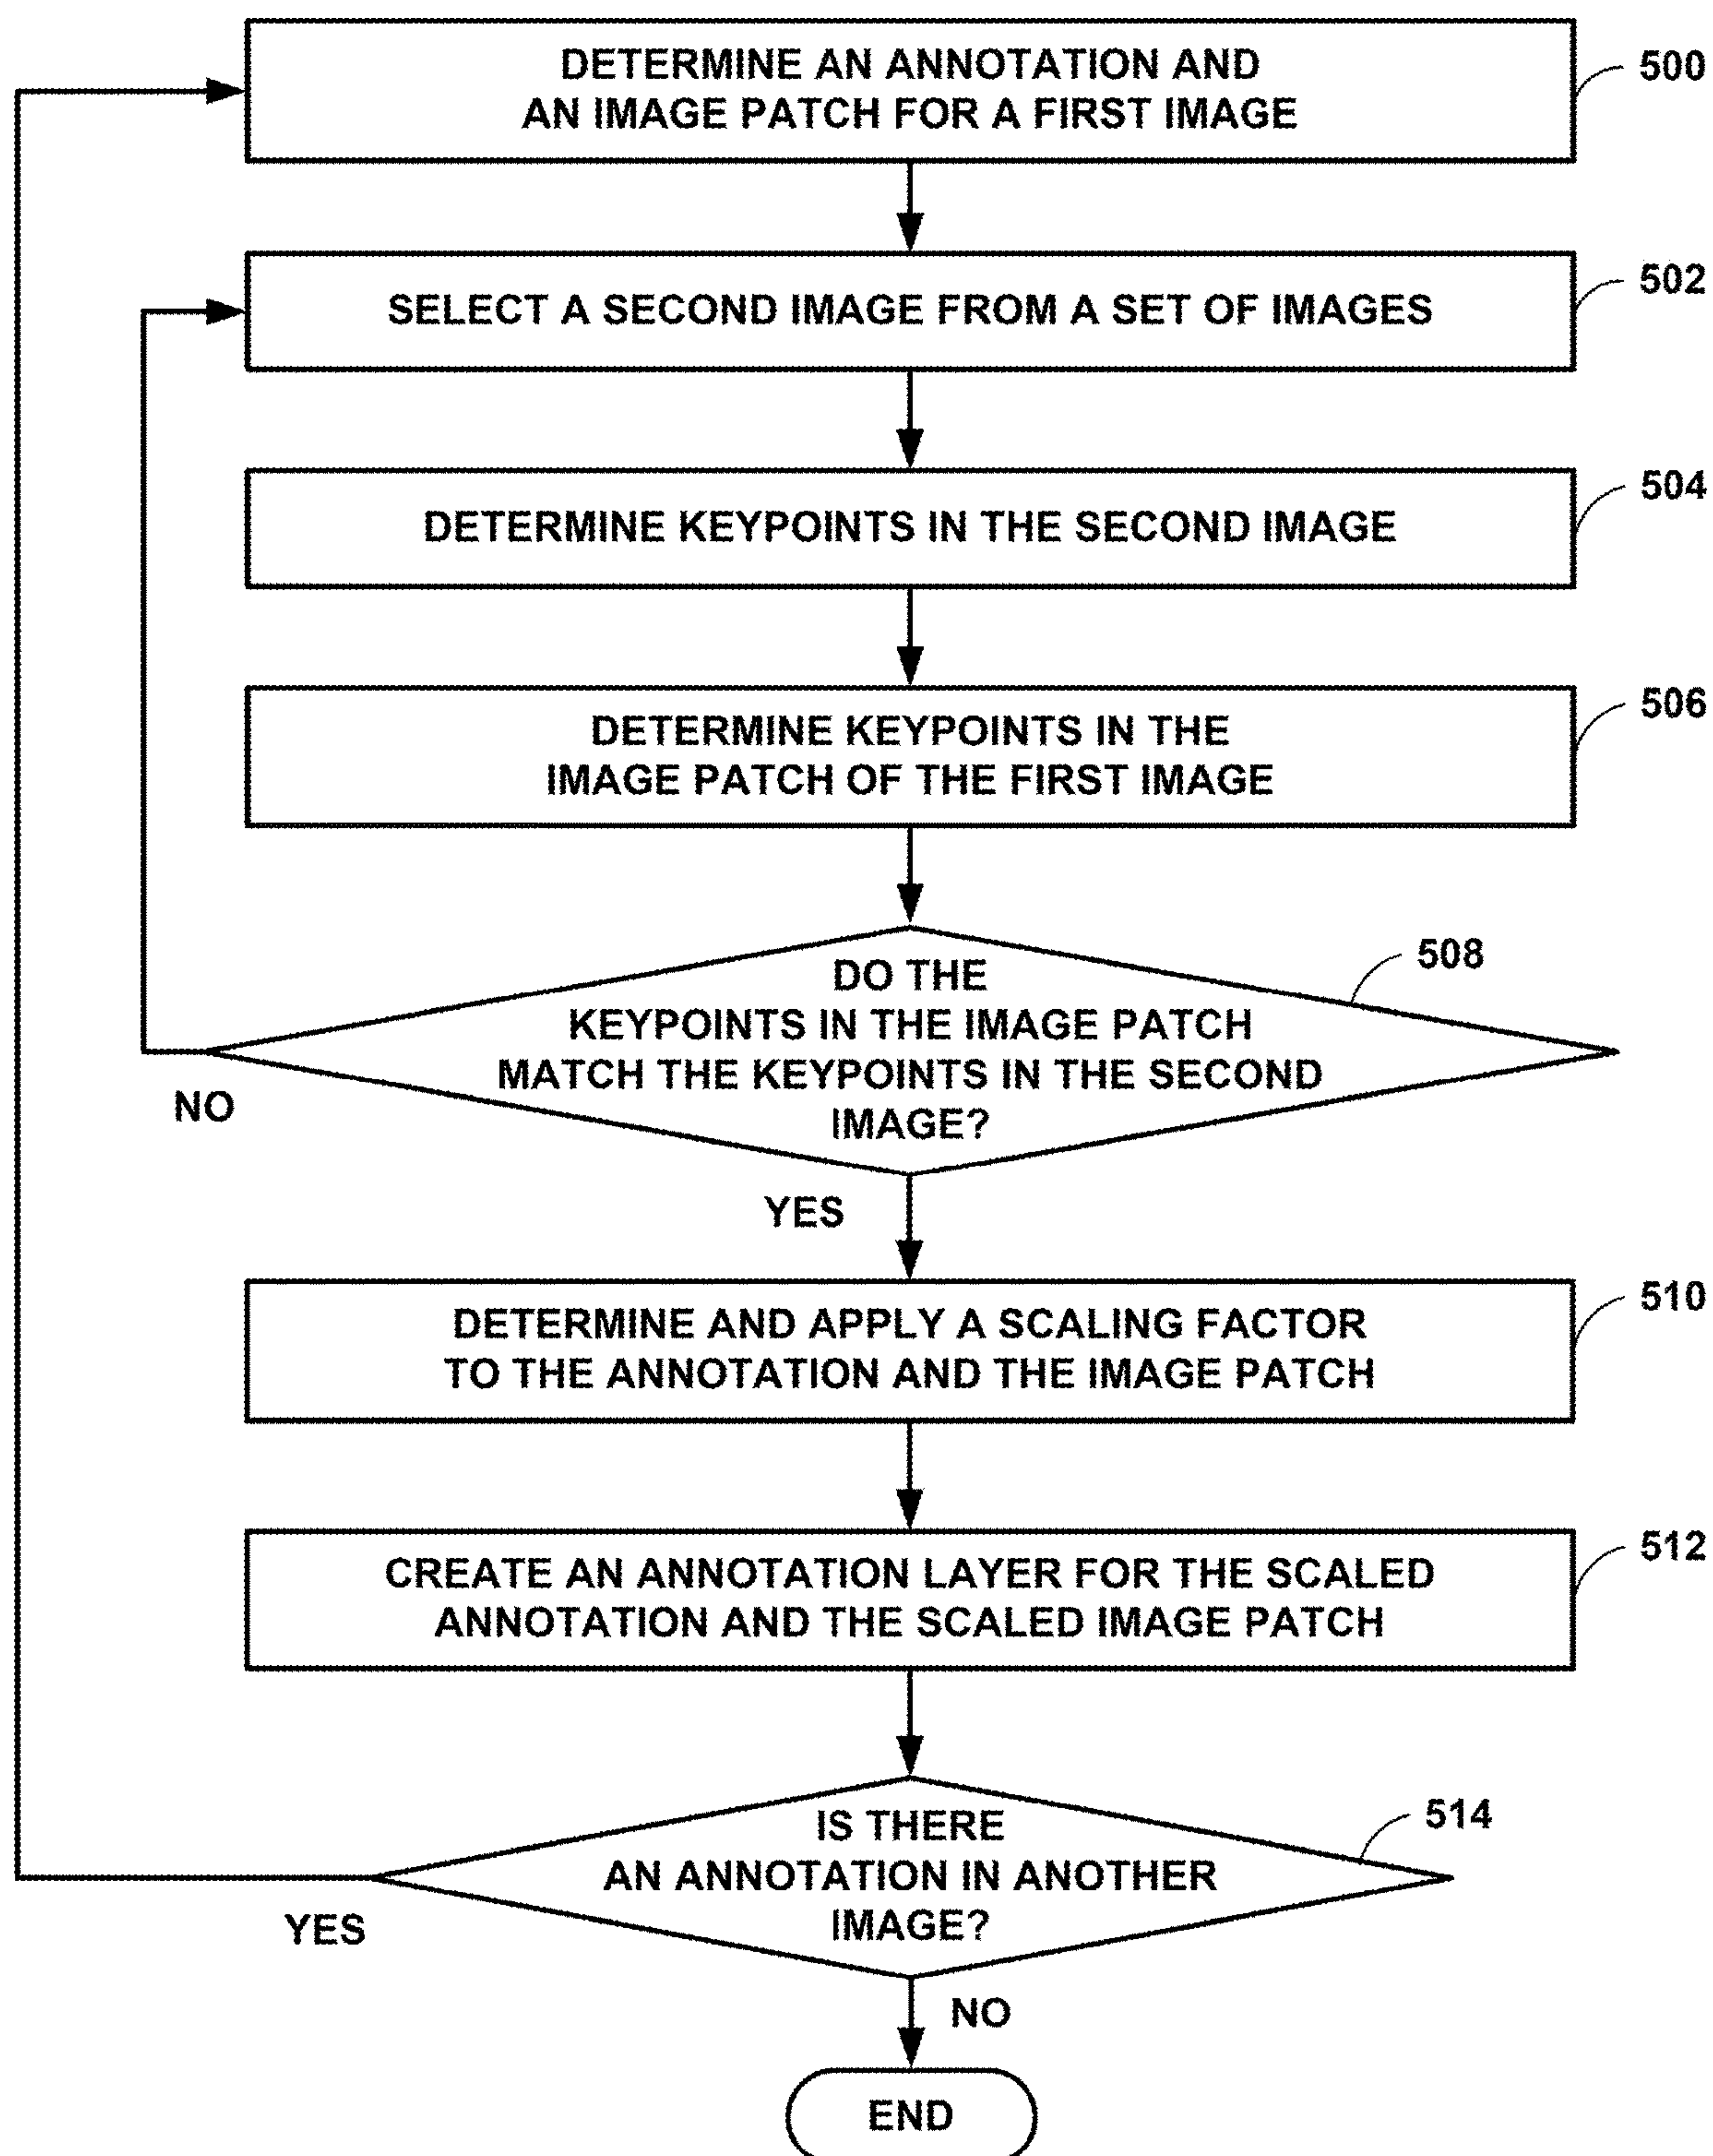 DETERMINE AN ANNOTATION AND
AN IMAGE PATCH FOR A FIRST IMAGE
500
SELECT A SECOND IMAGE FROM A SET OF IMAGES
502
DETERMINE KEYPOINTS IN THE SECOND IMAGE
504
DETERMINE KEYPOINTS IN THE
IMAGE PATCH OF THE FIRST IMAGE
506
DO THE
KEYPOINTS IN THE IMAGE PATCH
MATCH THE KEYPOINTS IN THE SECOND
IMAGE?
508
NO
YES
DETERMINE AND APPLY A SCALING FACTOR
TO THE ANNOTATION AND THE IMAGE PATCH
510
CREATE AN ANNOTATION LAYER FOR THE SCALED
ANNOTATION AND THE SCALED IMAGE PATCH
512
IS THERE
AN ANNOTATION IN ANOTHER
IMAGE?
514
YES
NO
END